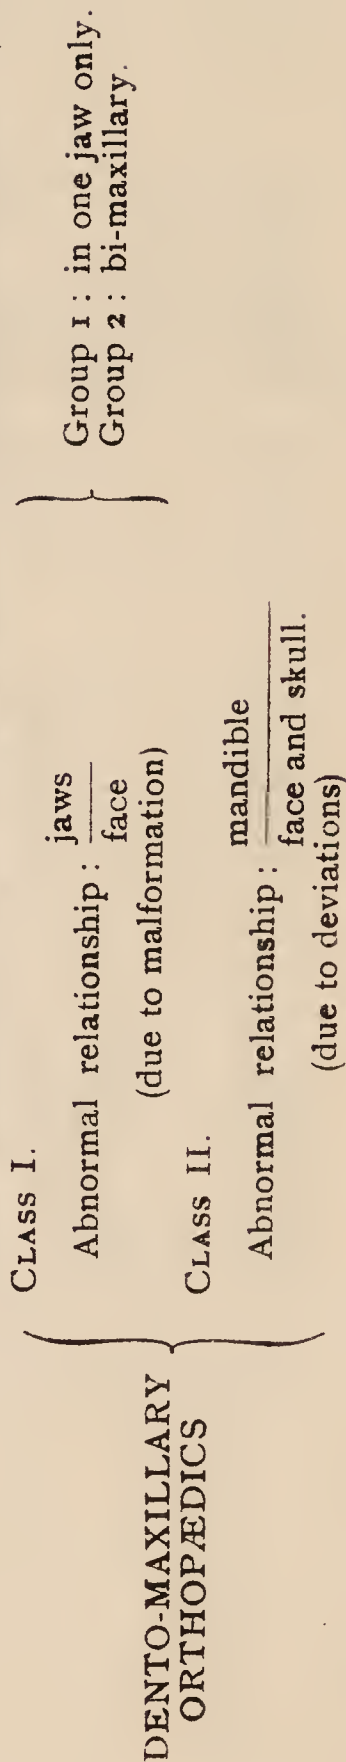 DENTO-MAXILLARY
ORTHOPÆDICS
CLASS I.
Abnormal relationship: jaws
face
(due to malformation)
Group 1: in one jaw only.
Group 2: bi-maxillary.
CLASS II.
Abnormal relationship: mandible
face and skull.
(due to deviations)